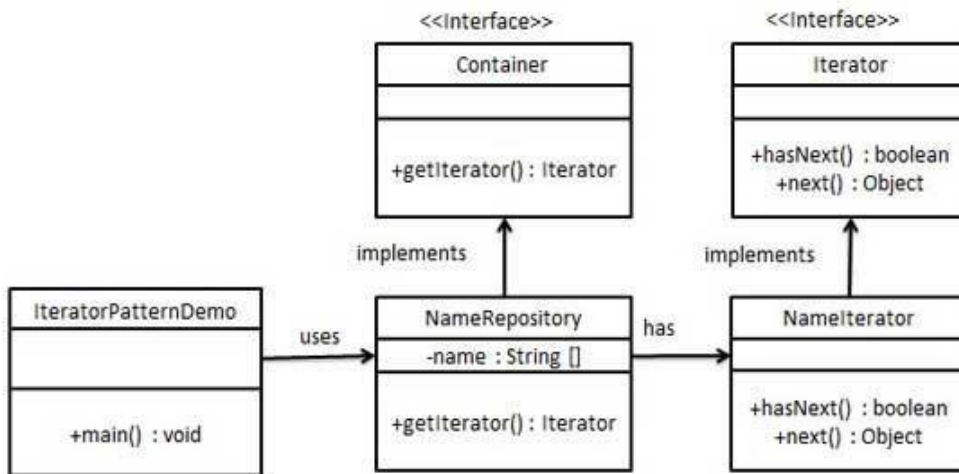 <<Interface>>
Container
+getIterator() : Iterator
<<Interface>>
Iterator
+hasNext() : boolean
+next() : Object
implements
implements
IteratorPatternDemo
+main() : void
uses
NameRepository
-name : String []
+getIterator() : Iterator
has
NameIterator
+hasNext() : boolean
+next() : Object